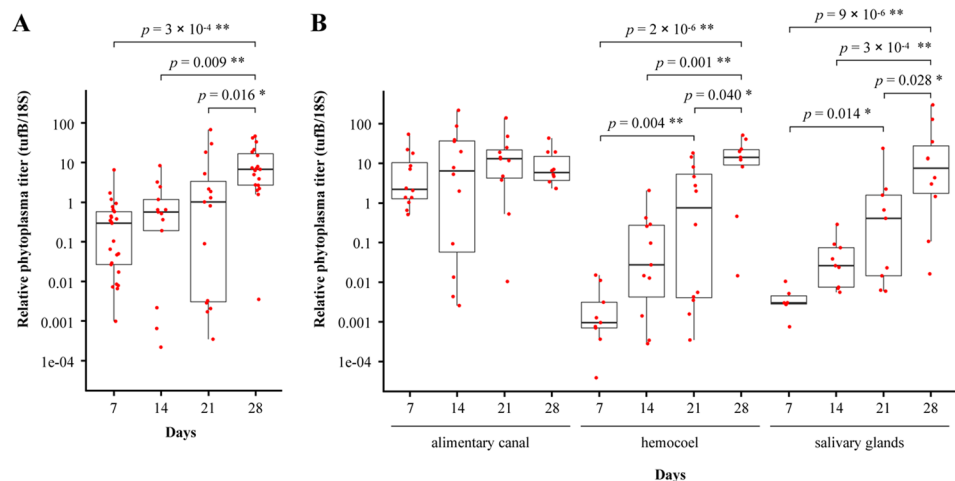 A
p = 3 × 10⁻⁴ **
p = 0.009 **
p = 0.016 *
Relative phytoplasma titer (tufB/18S)
100
10
1
0.1
0.01
0.001
1e-04
7 14 21 28
Days
B
p = 2 × 10⁻⁶ **
p = 0.001 **
p = 0.040 *
p = 0.004 **
p = 9 × 10⁻⁶ **
p = 3 × 10⁻⁴ **
p = 0.028 *
p = 0.014 *
Relative phytoplasma titer (tufB/18S)
100
10
1
0.1
0.01
0.001
1e-04
7 14 21 28 7 14 21 28 7 14 21 28
alimentary canal hemocoel salivary glands
Days